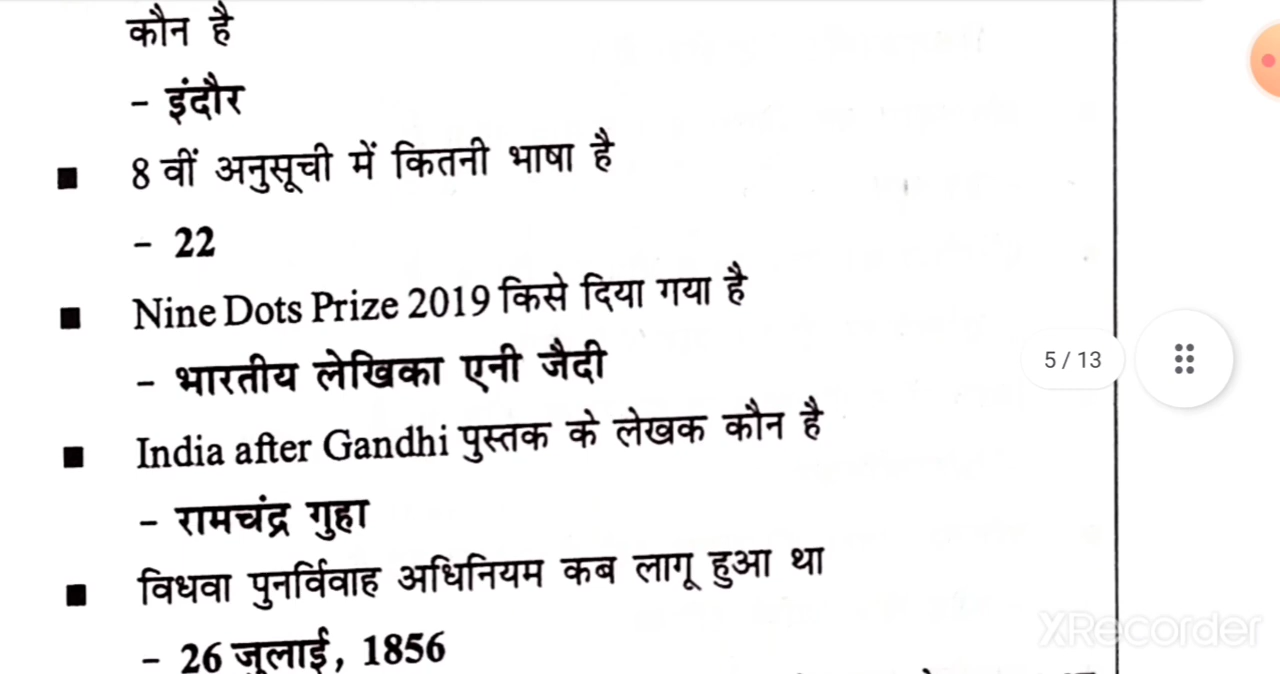 कौन है
- इंदौर
■ 8 वीं अनुसूची में कितनी भाषा है
- 22
■ Nine Dots Prize 2019 किसे दिया गया है
- भारतीय लेखिका एनी जैदी
5 / 13
■ India after Gandhi पुस्तक के लेखक कौन है
- रामचंद्र गुहा
■ विधवा पुनर्विवाह अधिनियम कब लागू हुआ था
XRecorder
- 26 जुलाई, 1856